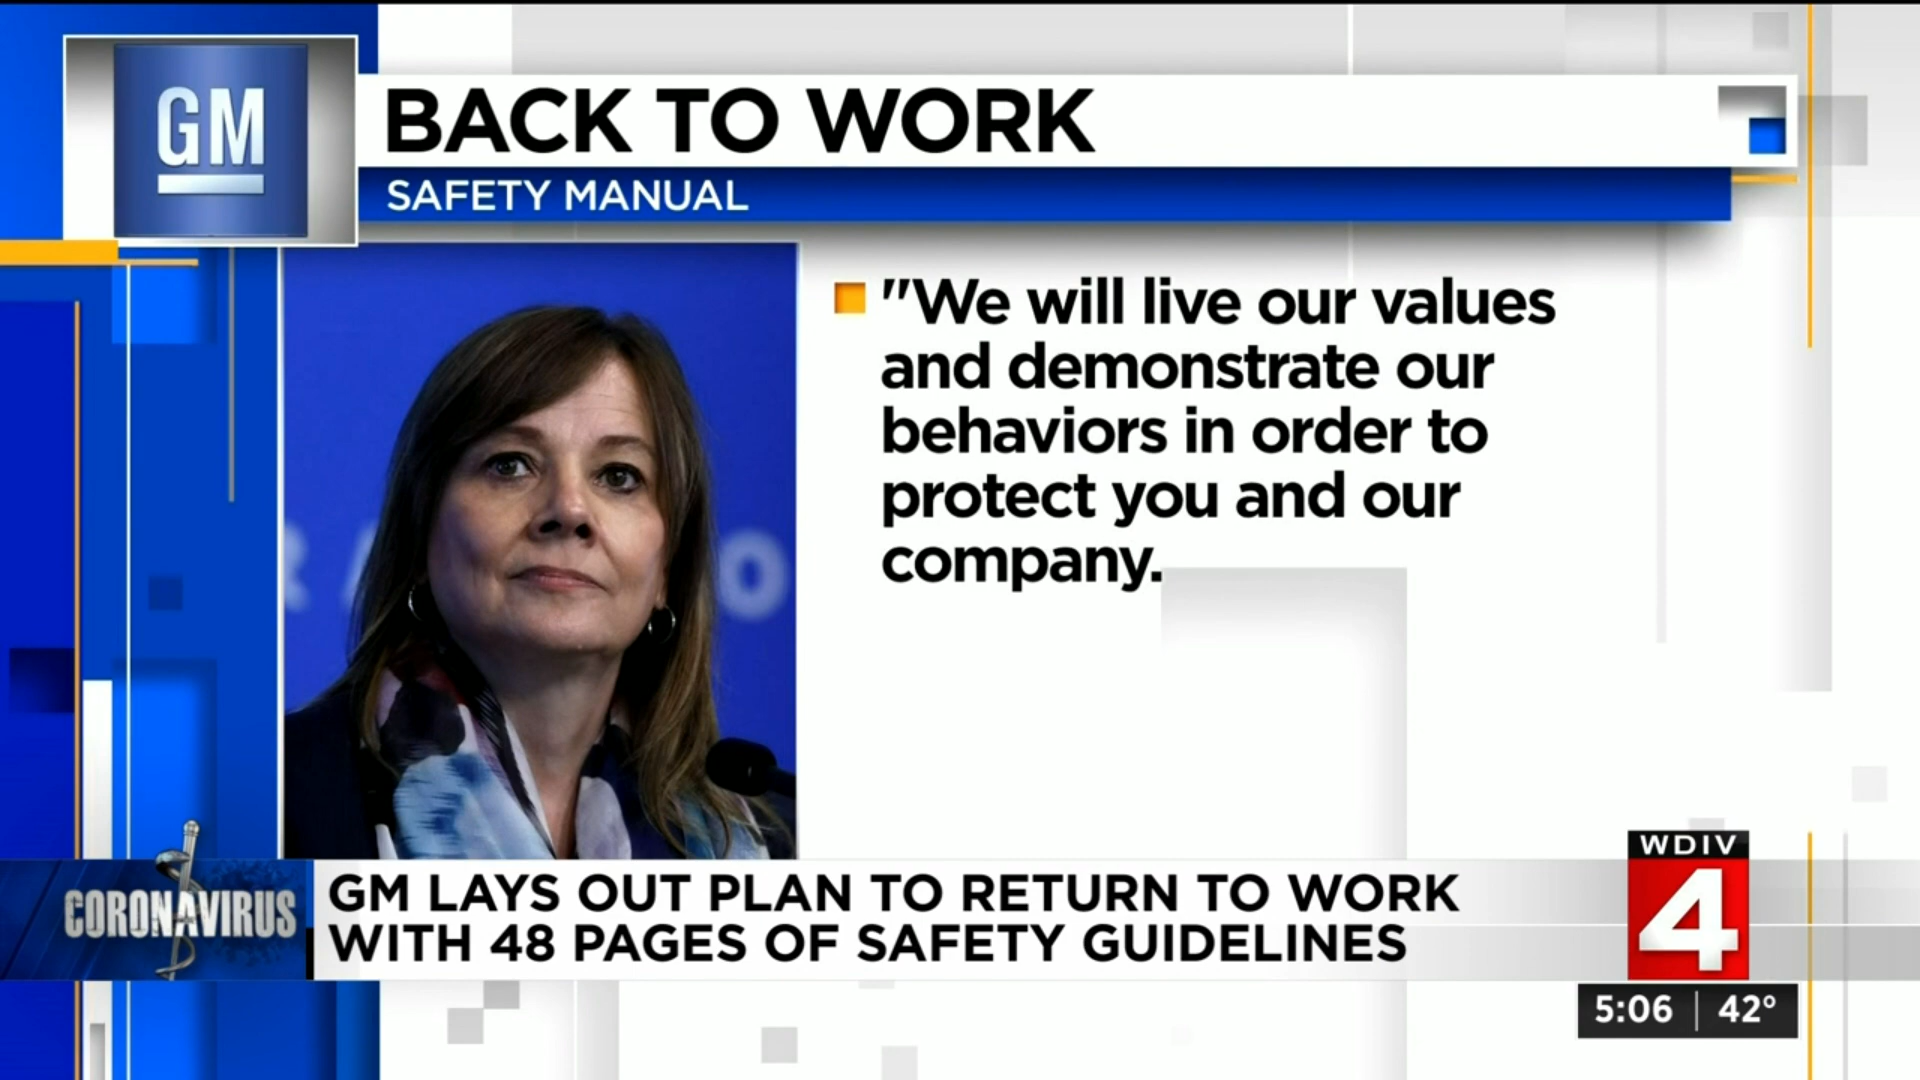 GM
BACK TO WORK
SAFETY MANUAL
"We will live our values
and demonstrate our
behaviors in order to
protect you and our
company.
R A O
CORONAVIRUS
GM LAYS OUT PLAN TO RETURN TO WORK
WITH 48 PAGES OF SAFETY GUIDELINES
WDIV
4
5:06 | 42°